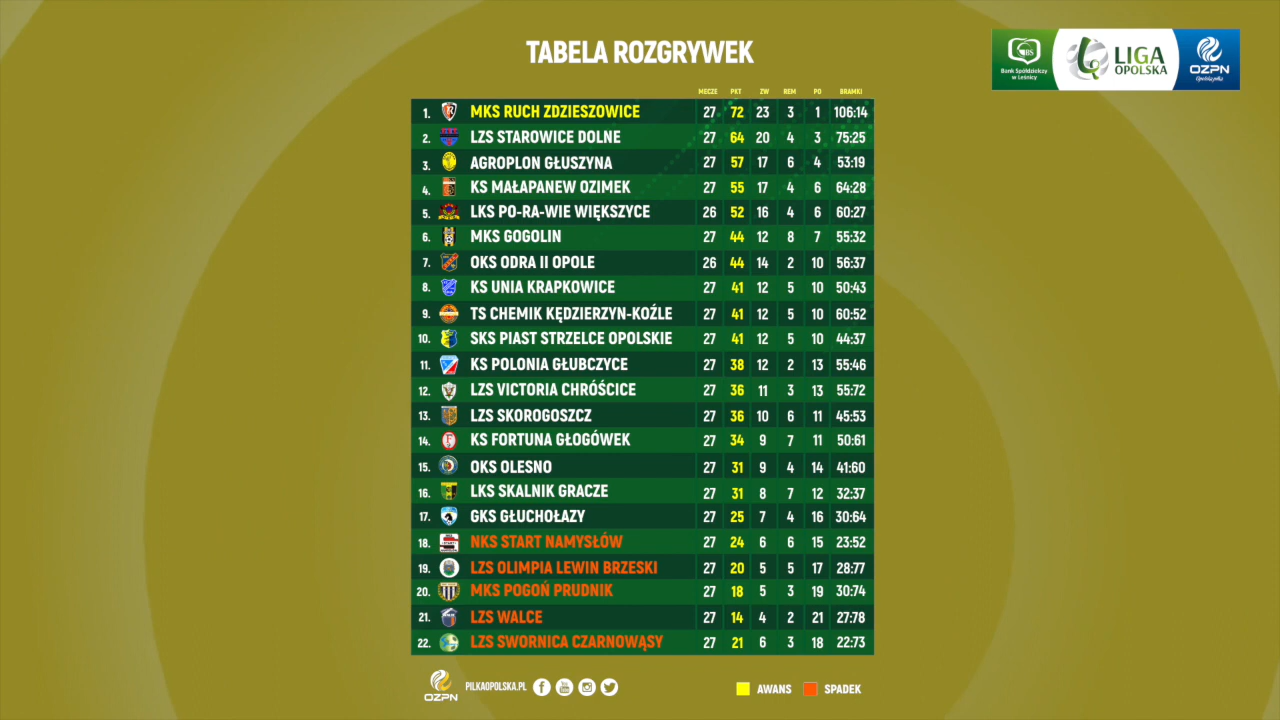 TABELA ROZGRYWEK
BS
Bank Spółdzielczy
w Leśnicy
LIGA
OPOLSKA
OZPN
Opolska piłka
MECZE PKT ZW REM PO BRAMKI
1. MKS RUCH ZDZIESZOWICE 27 72 23 3 1 106:14
2. LZS STAROWICE DOLNE 27 64 20 4 3 75:25
3. AGROPLON GŁUSZYNA 27 57 17 6 4 53:19
4. KS MAŁAPANEW OZIMEK 27 55 17 4 6 64:28
5. LKS PO-RA-WIE WIĘKSZYCE 26 52 16 4 6 60:27
6. MKS GOGOLIN 27 44 12 8 7 55:32
7. OKS ODRA II OPOLE 26 44 14 2 10 56:37
8. KS UNIA KRAPKOWICE 27 41 12 5 10 50:43
9. TS CHEMIK KĘDZIERZYN-KOŹLE 27 41 12 5 10 60:52
10. SKS PIAST STRZELCE OPOLSKIE 27 41 12 5 10 44:37
11. KS POLONIA GŁUBCZYCE 27 38 12 2 13 55:46
12. LZS VICTORIA CHRÓŚCICE 27 36 11 3 13 55:72
13. LZS SKOROGOSZCZ 27 36 10 6 11 45:53
14. KS FORTUNA GŁOGÓWEK 27 34 9 7 11 50:61
15. OKS OLESNO 27 31 9 4 14 41:60
16. LKS SKALNIK GRACZE 27 31 8 7 12 32:37
17. GKS GŁUCHOŁAZY 27 25 7 4 16 30:64
18. NKS START NAMYSŁÓW 27 24 6 6 15 23:52
19. LZS OLIMPIA LEWIN BRZESKI 27 20 5 5 17 28:77
20. MKS POGOŃ PRUDNIK 27 18 5 3 19 30:74
21. LZS WALCE 27 14 4 2 21 27:78
22. LZS SWORNICA CZARNOWĄSY 27 21 6 3 18 22:73
OZPN PILKAOPOLSKA.PL AWANS SPADEK